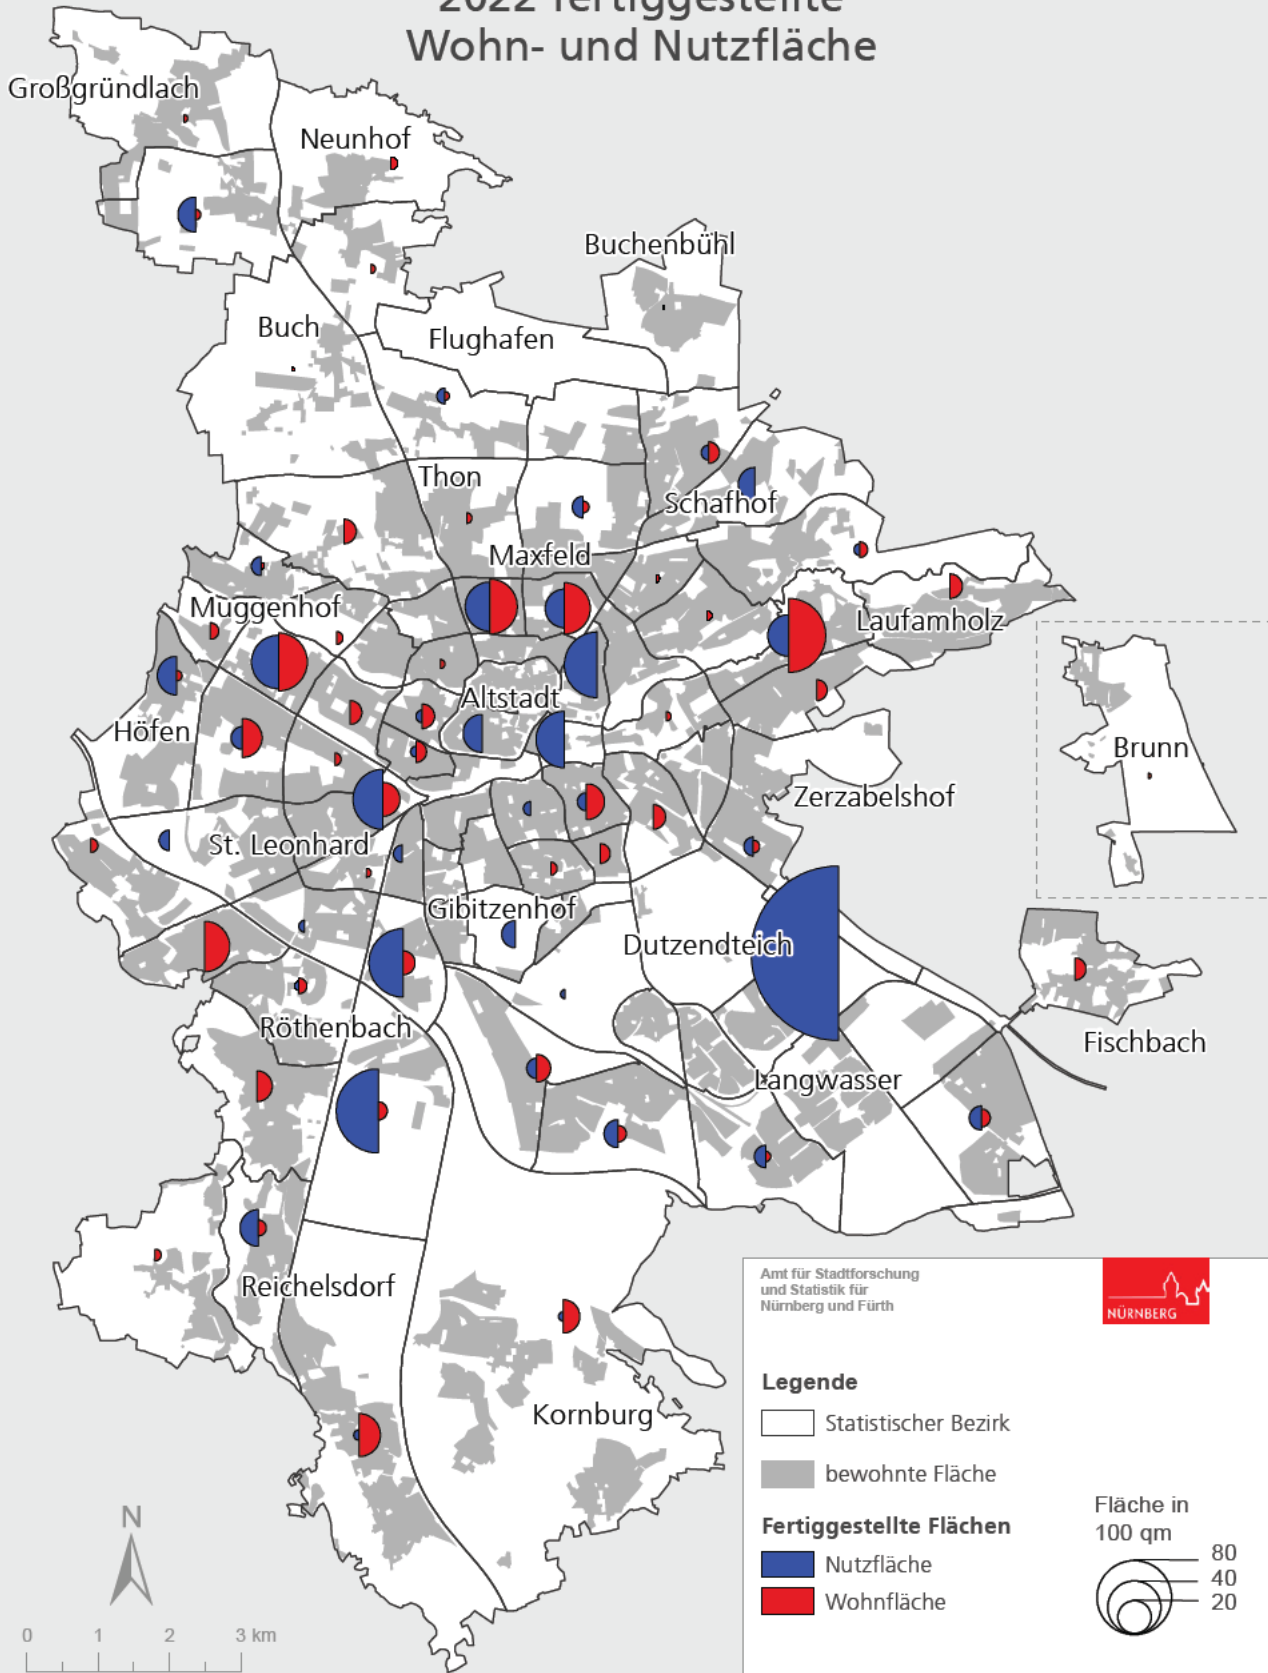 2022 fertiggestellte
Wohn- und Nutzfläche
Großgründlach
Neunhof
Buchenbühl
Buch
Flughafen
Thon
Schafhof
Maxfeld
Muggenhof
Laufamholz
Altstadt
Höfen
Brunn
Zerzabelshof
St. Leonhard
Gibitzenhof
Dutzendteich
Röthenbach
Fischbach
Langwasser
Reichelsdorf
Kornburg
Amt für Stadtforschung
und Statistik für
Nürnberg und Fürth
NÜRNBERG
Legende
Statistischer Bezirk
bewohnte Fläche
Fertiggestellte Flächen
Nutzfläche
Wohnfläche
Fläche in
100 qm
80
40
20
N
0 1 2 3 km